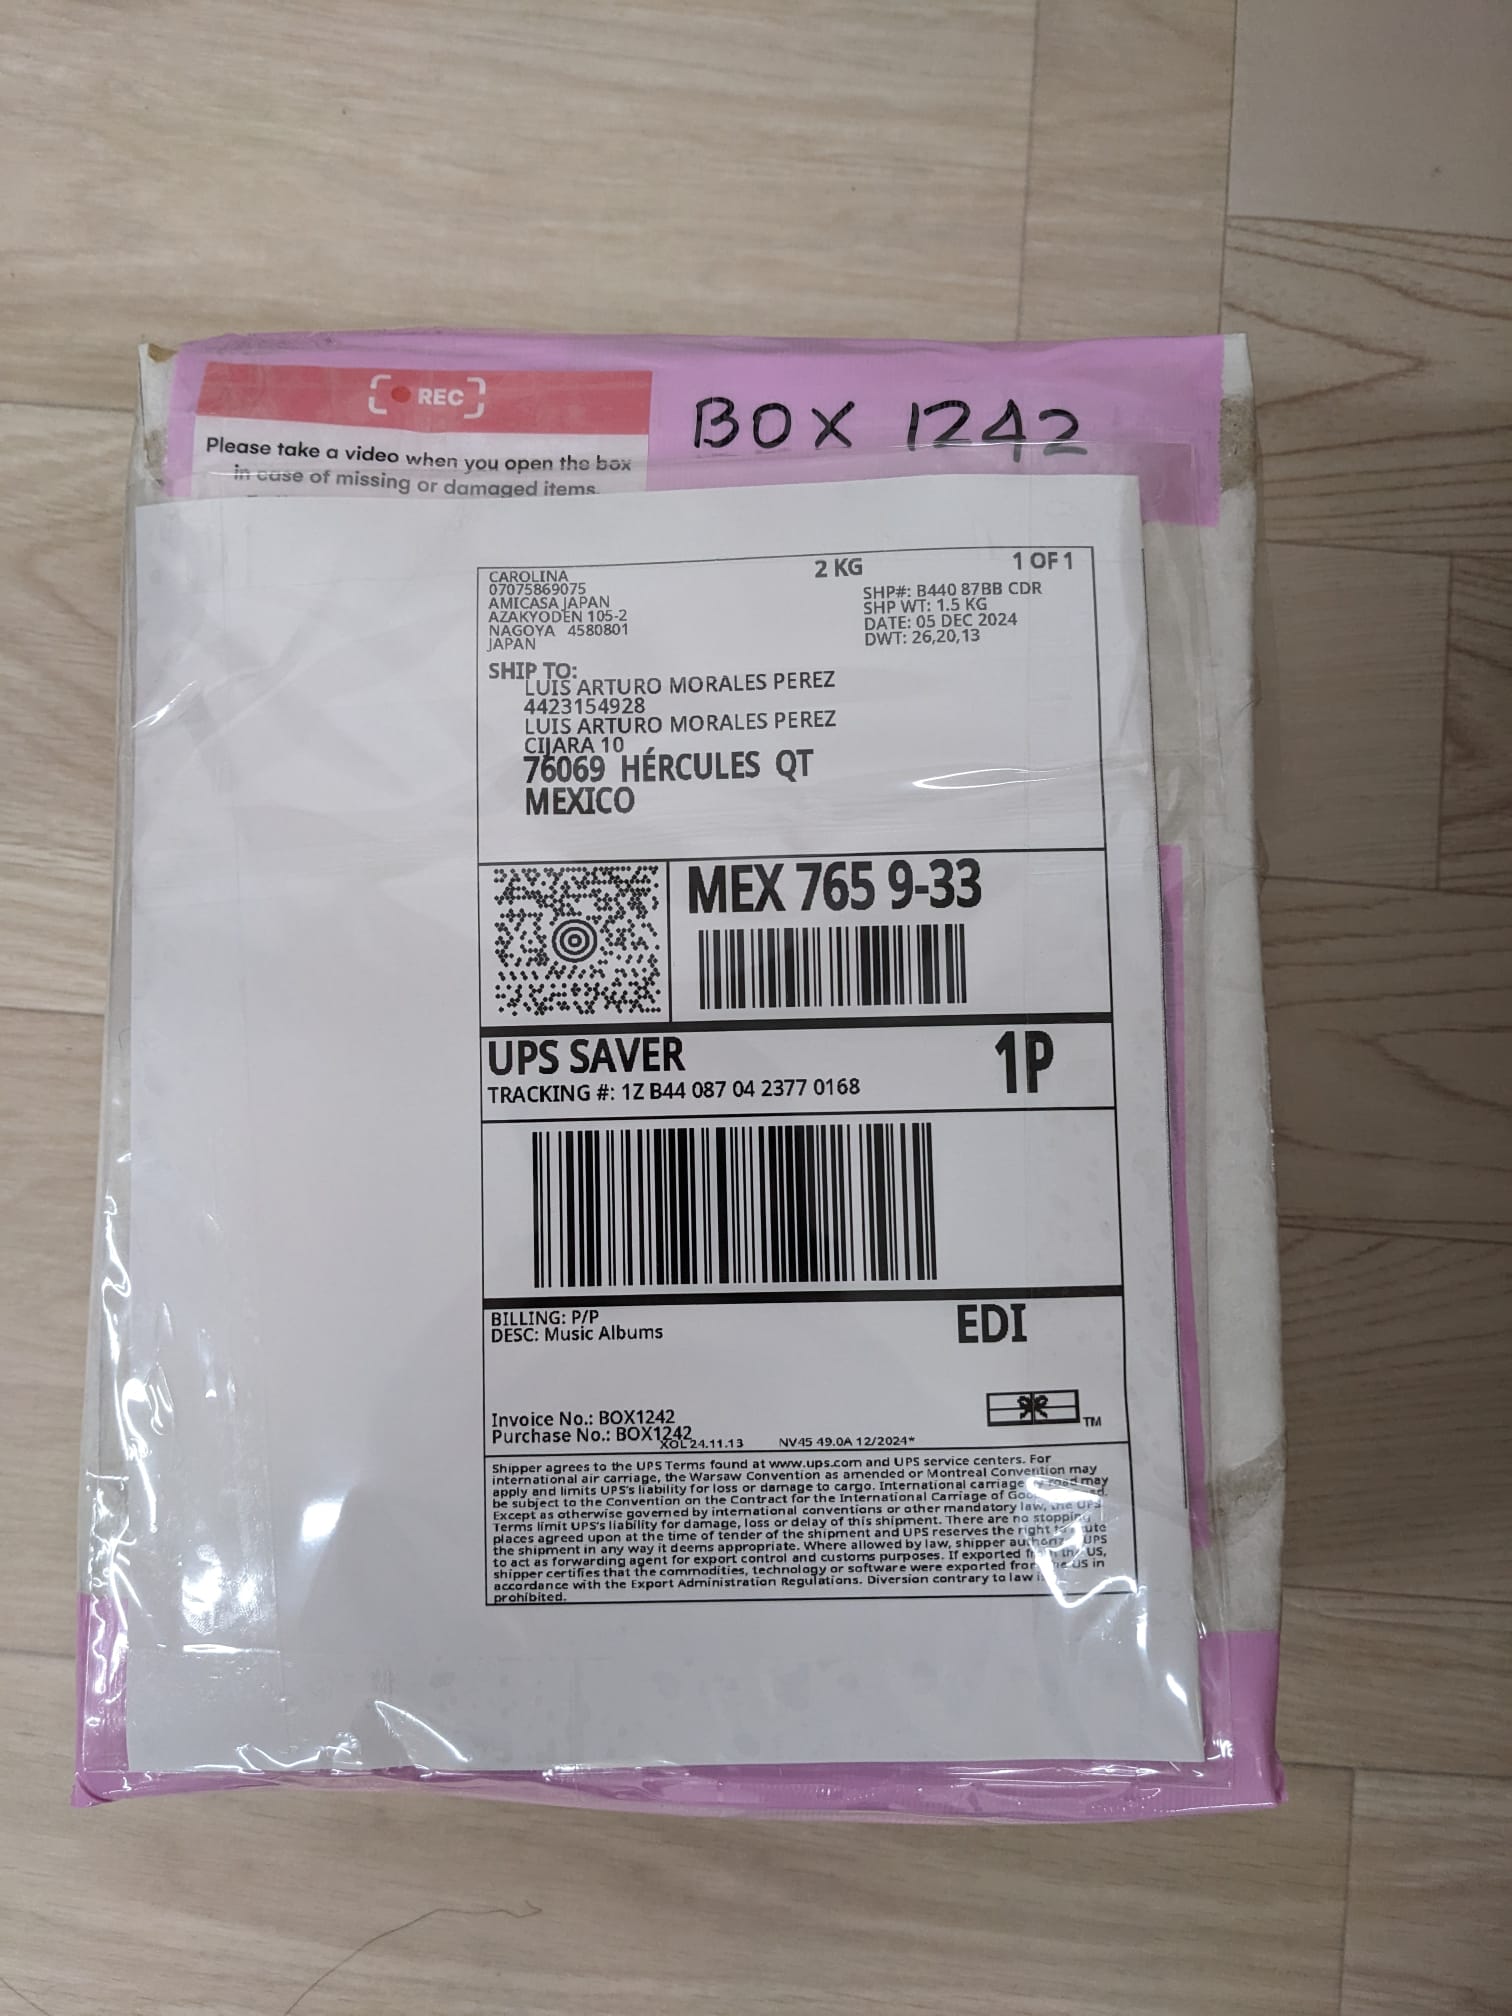 REC
BOX 1242
Please take a video when you open the box
in case of missing or damaged items.
CAROLINA
07075869075
AMICASA JAPAN
AZAKYODEN 105-2
NAGOYA 4580801
JAPAN
2 KG
1 OF 1
SHP#: B440 87BB CDR
SHP WT: 1.5 KG
DATE: 05 DEC 2024
DWT: 26,20,13
SHIP TO:
LUIS ARTURO MORALES PEREZ
4423154928
LUIS ARTURO MORALES PEREZ
CIJARA 10
76069 HÉRCULES QT
MEXICO
MEX 765 9-33
UPS SAVER
1P
TRACKING #: 1Z B44 087 04 2377 0168
BILLING: P/P
DESC: Music Albums
EDI
Invoice No.: BOX1242
Purchase No.: BOX1242
TM
XOL 24.11.13 NV45 49.0A 12/2024*
Shipper agrees to the UPS Terms found at www.ups.com and UPS service centers. For
international air carriage, the Warsaw Convention as amended or Montreal Convention may
apply and limits UPS's liability for loss or damage to cargo. International carriage by road may
be subject to the Convention on the Contract for the International Carriage of
Except as otherwise governed by international conventions or other mandatory law, the UPS
Terms limit UPS's liability for damage, loss or delay of this shipment. There are no stopping
places agreed upon at the time of tender of the shipment and UPS reserves the right to
the shipment in any way it deems appropriate. Where allowed by law, shipper UPS
to act as forwarding agent for export control and customs purposes. If exported from the US,
shipper certifies that the commodities, technology or software were exported from the US in
accordance with the Export Administration Regulations. Diversion contrary to law
prohibited.